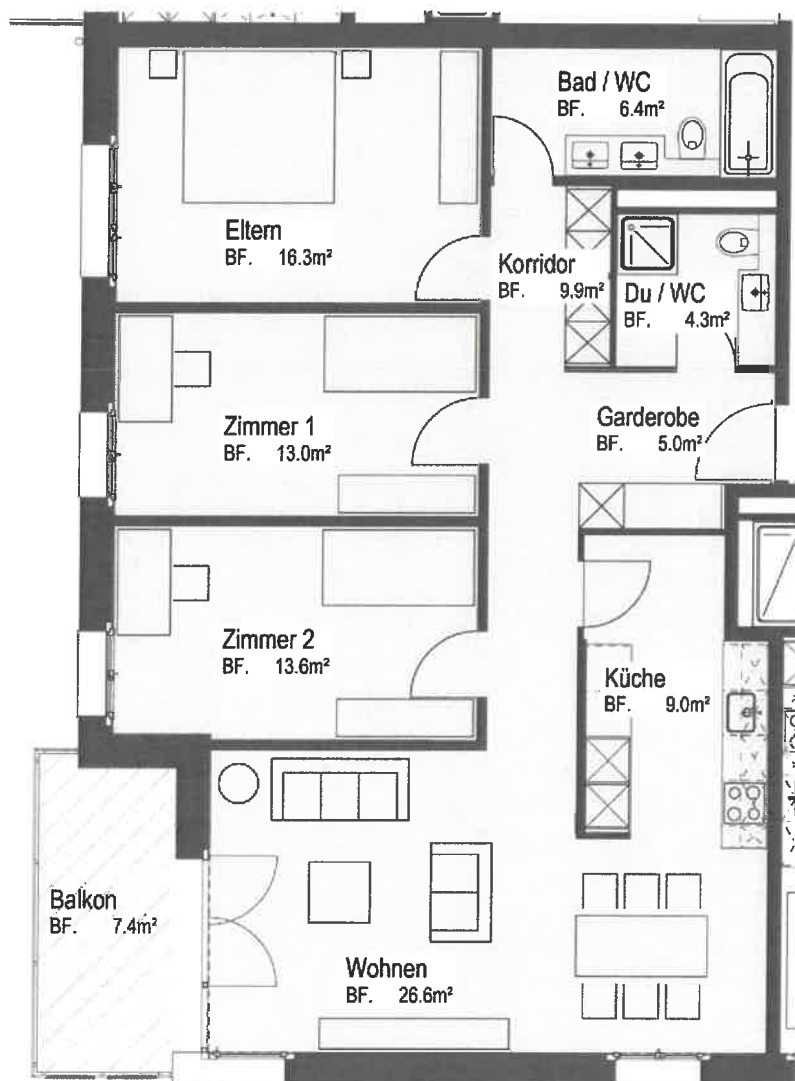 Bad / WC
BF. 6.4m²
Eltern
BF. 16.3m²
Korridor
BF. 9.9m²
Du / WC
BF. 4.3m²
Zimmer 1
BF. 13.0m²
Garderobe
BF. 5.0m²
Zimmer 2
BF. 13.6m²
Küche
BF. 9.0m²
Balkon
BF. 7.4m²
Wohnen
BF. 26.6m²